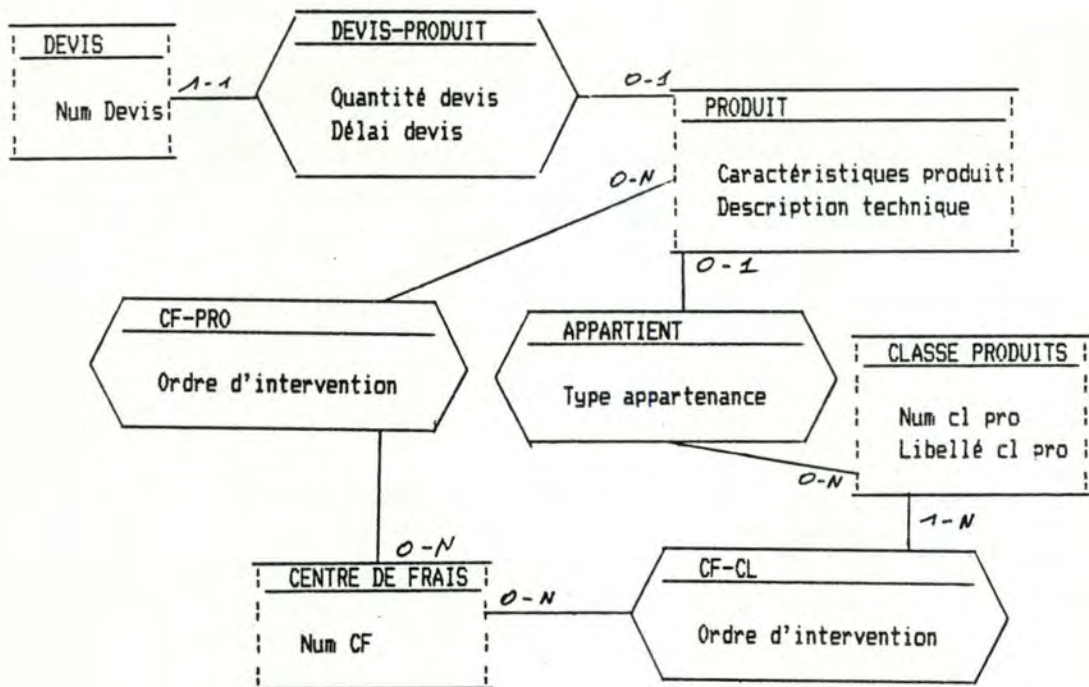 DEVIS
Num Devis
1-1
DEVIS-PRODUIT
Quantité devis
Délai devis
0-1
PRODUIT
Caractéristiques produit
Description technique
0-N
0-1
CF-PRO
Ordre d'intervention
APPARTIENT
Type appartenance
CLASSE PRODUITS
Num cl pro
Libellé cl pro
0-N
1-N
0-N
CENTRE DE FRAIS
Num CF
0-N
CF-CL
Ordre d'intervention